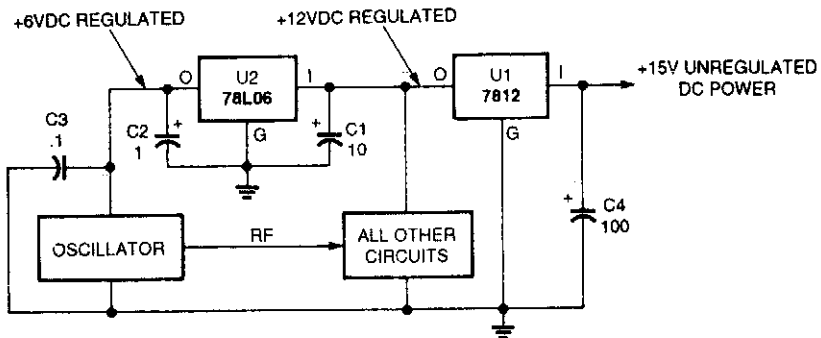 +6VDC REGULATED
+12VDC REGULATED
O
U2
78L06
I
G
O
U1
7812
I
G
+15V UNREGULATED
DC POWER
C3
.1
C2
1
+
+
C1
10
+
C4
100
OSCILLATOR
RF
ALL OTHER
CIRCUITS